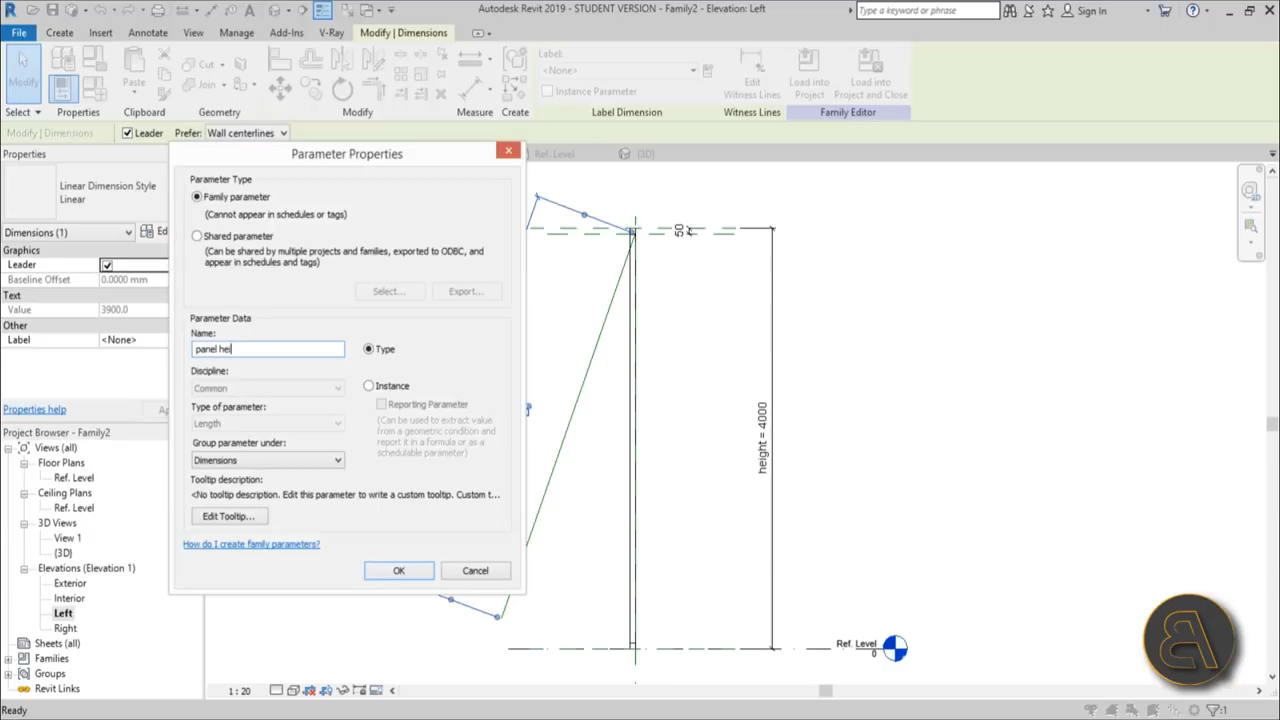 Autodesk Revit 2019 - STUDENT VERSION - Family2 - Elevation: Left
Type a keyword or phrase
Sign In
File Create Insert Annotate View Manage Add-Ins V-Ray Modify | Dimensions
Modify
Paste
Cut
Join
Label:
<None>
Instance Parameter
Edit
Witness Lines
Load into
Project
Load into
Project and Close
Select Properties Clipboard Geometry Modify Measure Create Label Dimension Witness Lines Family Editor
Modify | Dimensions
Leader
Prefer: Wall centerlines
Properties
Linear Dimension Style
Linear
Dimensions (1)
Graphics
Leader
Baseline Offset 0.0000 mm
Text
Value 3900.0
Other
Label <None>
Properties help
Project Browser - Family2
Views (all)
Floor Plans
Ref. Level
Ceiling Plans
Ref. Level
3D Views
View 1
(3D)
Elevations (Elevation 1)
Exterior
Interior
Left
Right
Sheets (all)
Families
Groups
Revit Links
Ready
Parameter Properties
Parameter Type
Family parameter
(Cannot appear in schedules or tags)
Shared parameter
(Can be shared by multiple projects and families, exported to ODBC, and
appear in schedules and tags)
Select...
Export...
Parameter Data
Name:
panel hei
Type
Discipline:
Common
Instance
Reporting Parameter
Type of parameter:
Length
(Can be used to extract value
from a geometric condition and
report it in a formula or as a
schedulable parameter)
Group parameter under:
Dimensions
Tooltip description:
<No tooltip description. Edit this parameter to write a custom tooltip. Custom t...
Edit Tooltip...
How do I create family parameters?
OK
Cancel
Ref. Level
(3D)
50
height = 4000
Ref. Level
0
1 : 20
:1